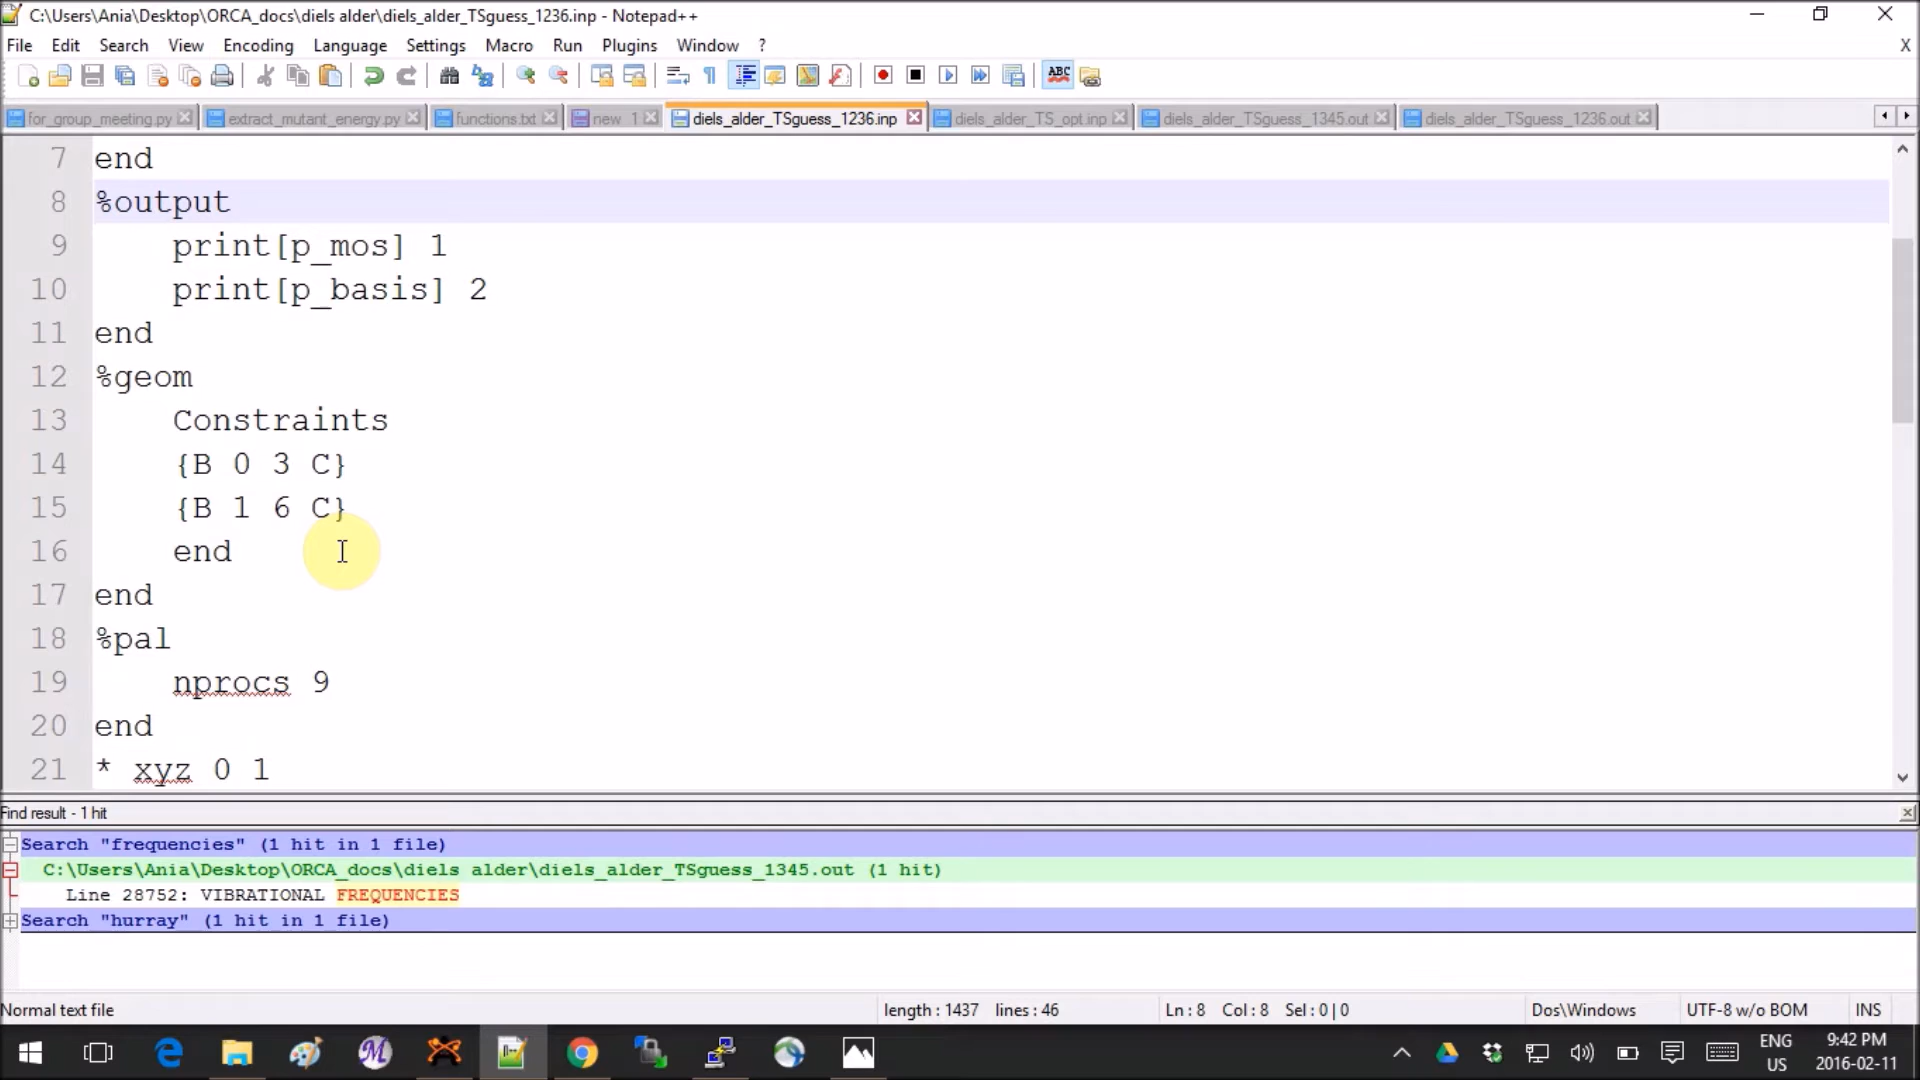 C:\Users\Ania\Desktop\ORCA_docs\diels alder\diels_alder_TSguess_1236.inp - Notepad++
File Edit Search View Encoding Language Settings Macro Run Plugins Window ? X
ABC
for_group_meeting.py extract_mutant_energy.py functions.txt new 1 diels_alder_TSguess_1236.inp diels_alder_TS_opt.inp diels_alder_TSguess_1345.out diels_alder_TSguess_1236.out
7 end
8 %output
9 print[p_mos] 1
10 print[p_basis] 2
11 end
12 %geom
13 Constraints
14 {B 0 3 C}
15 {B 1 6 C}
16 end
17 end
18 %pal
19 nprocs 9
20 end
21 * xyz 0 1
Find result - 1 hit
Search "frequencies" (1 hit in 1 file)
C:\Users\Ania\Desktop\ORCA_docs\diels alder\diels_alder_TSguess_1345.out (1 hit)
Line 28752: VIBRATIONAL FREQUENCIES
Search "hurray" (1 hit in 1 file)
Normal text file length : 1437 lines : 46 Ln : 8 Col : 8 Sel : 0 | 0 Dos\Windows UTF-8 w/o BOM INS
ENG 9:42 PM
US 2016-02-11